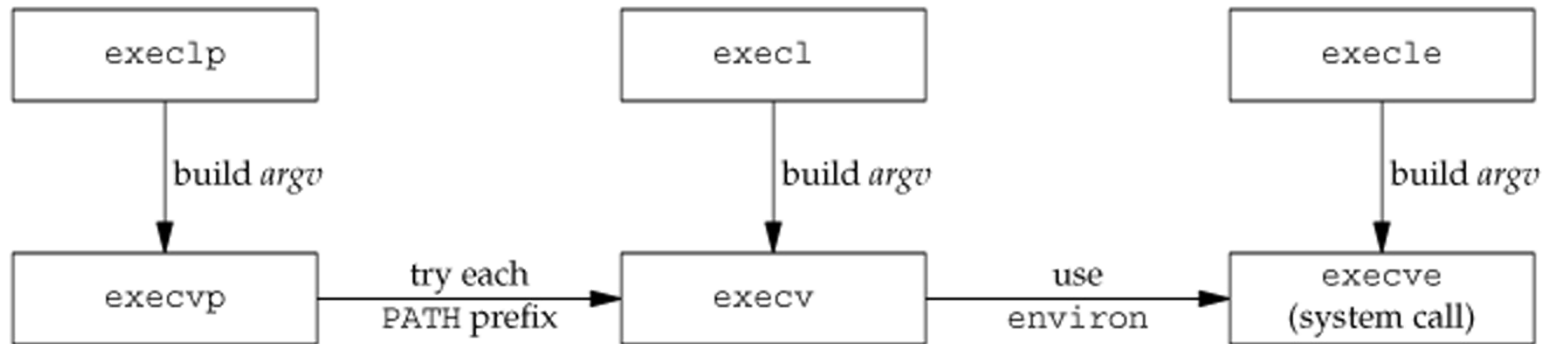 execlp
execl
execle
build argv
build argv
build argv
execvp
try each
PATH prefix
execv
use
environ
execve
(system call)